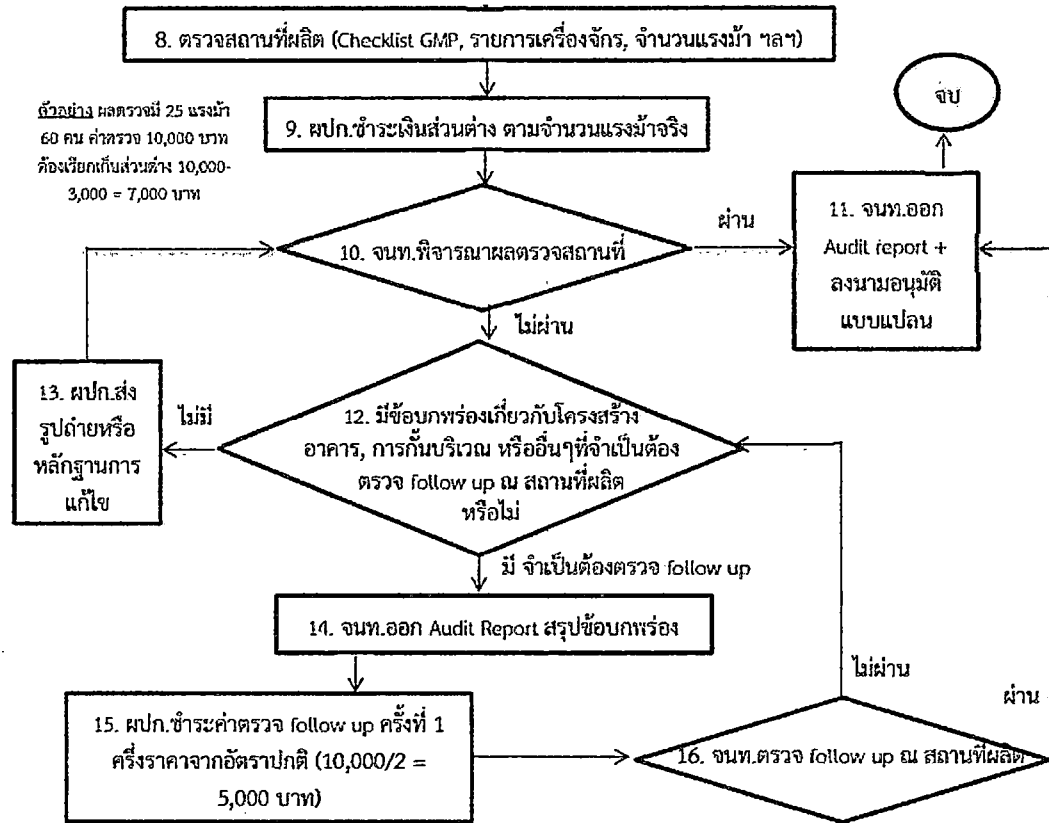 8. ตรวจสถานที่ผลิต (Checklist GMP, รายการเครื่องจักร, จำนวนแรงม้า ฯลฯ)
จบ
ตัวอย่าง ผลตรวจมี 25 แรงม้า
60 คน ค่าตรวจ 10,000 บาท
ต้องเรียกเก็บส่วนต่าง 10,000-
3,000 = 7,000 บาท
9. ผปก.ชำระเงินส่วนต่าง ตามจำนวนแรงม้าจริง
10. จนท.พิจารณาผลตรวจสถานที่
ผ่าน
11. จนท.ออก
Audit report +
ลงนามอนุมัติ
แบบแปลน
ไม่ผ่าน
13. ผปก.ส่ง
รูปถ่ายหรือ
หลักฐานการ
แก้ไข
ไม่มี
12. มีข้อบกพร่องเกี่ยวกับโครงสร้าง
อาคาร, การกั้นบริเวณ หรืออื่นๆที่จำเป็นต้อง
ตรวจ follow up ณ สถานที่ผลิต
หรือไม่
มี จำเป็นต้องตรวจ follow up
14. จนท.ออก Audit Report สรุปข้อบกพร่อง
ไม่ผ่าน
ผ่าน
15. ผปก.ชำระค่าตรวจ follow up ครั้งที่ 1
ครึ่งราคาจากอัตราปกติ (10,000/2 =
5,000 บาท)
16. จนท.ตรวจ follow up ณ สถานที่ผลิต